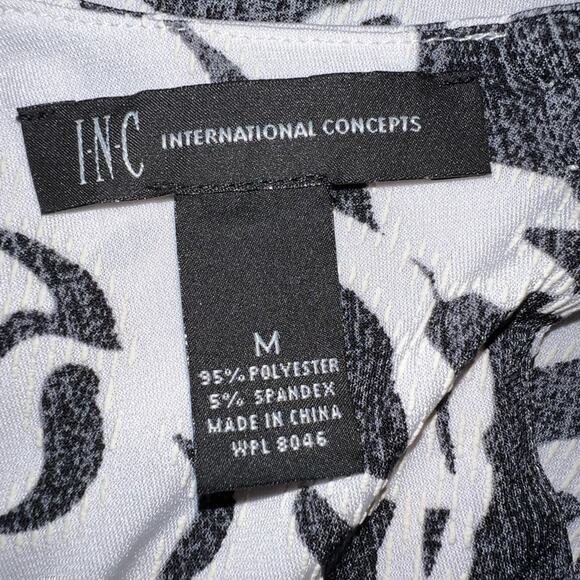 I·N·C INTERNATIONAL CONCEPTS
M
95% POLYESTER
5% SPANDEX
MADE IN CHINA
WPL 8046